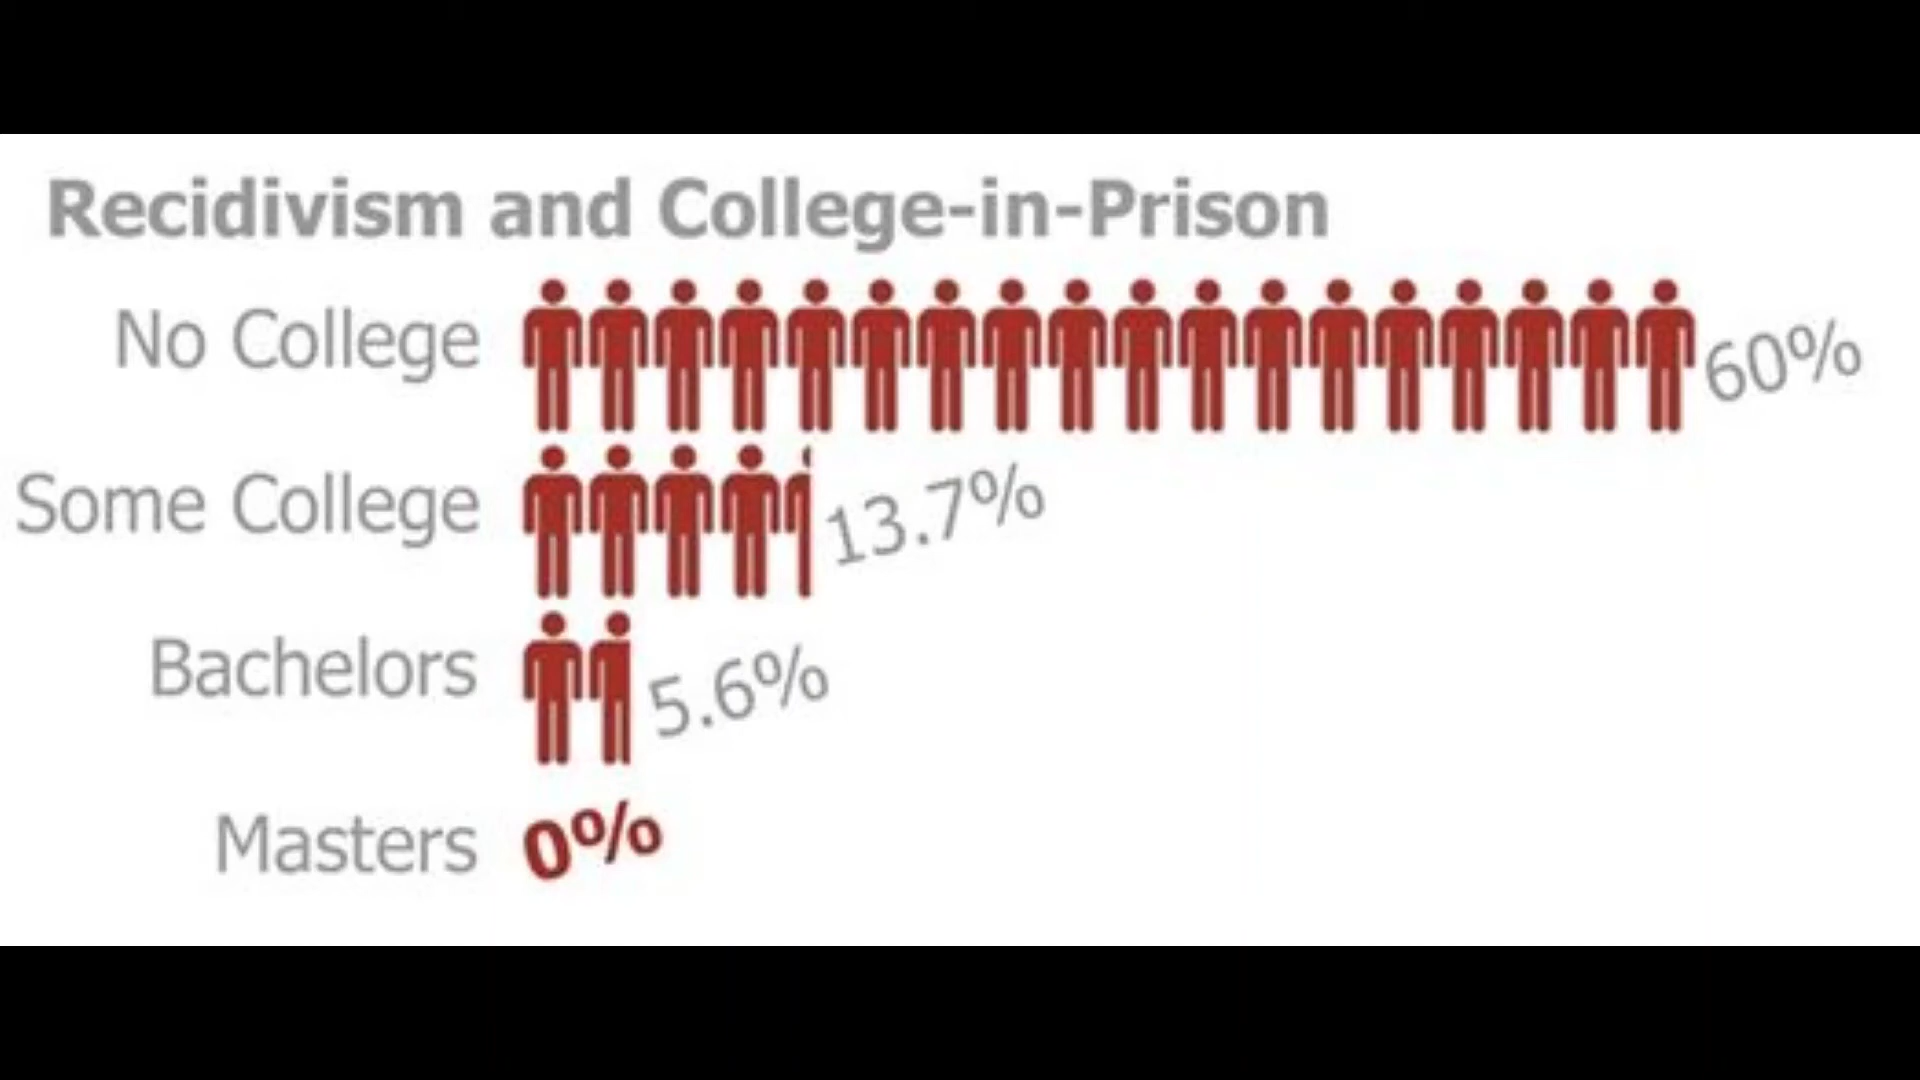 Recidivism and College-in-Prison
No College 60%
Some College 13.7%
Bachelors 5.6%
Masters 0%